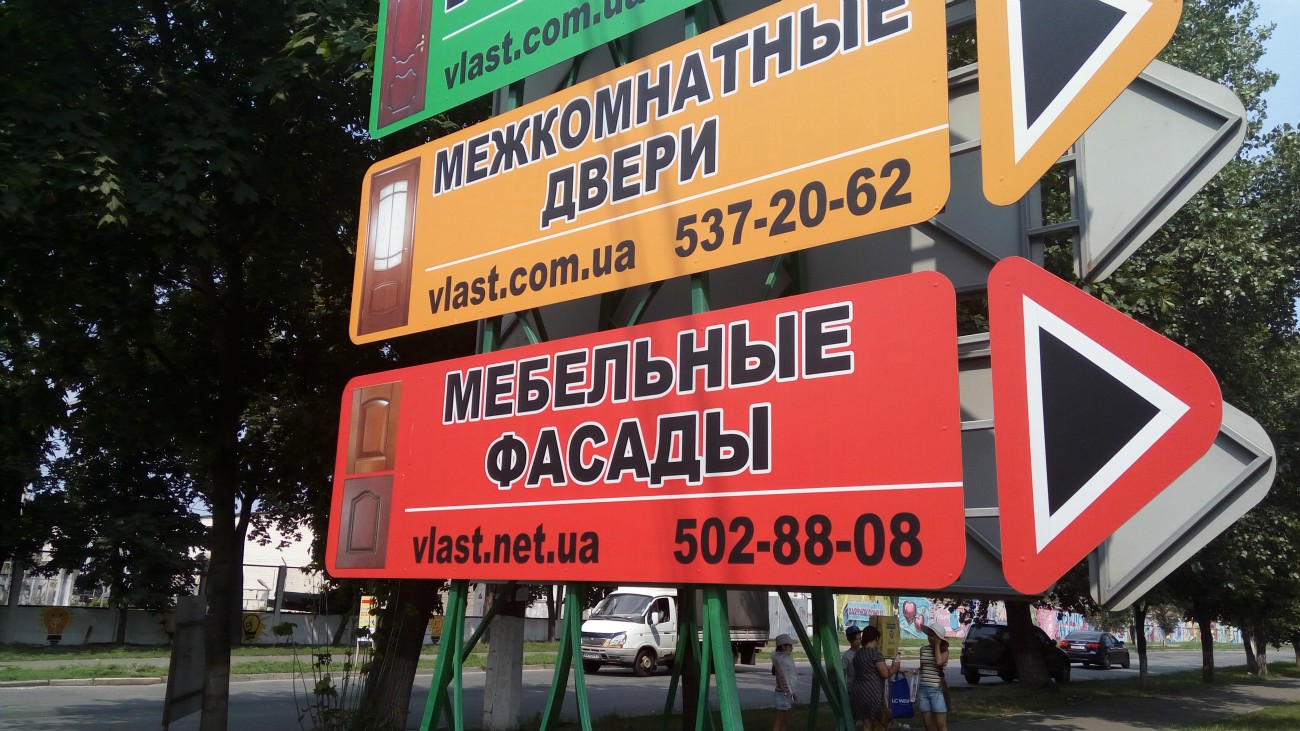 vlast.com.ua
МЕЖКОМНАТНЫЕ
ДВЕРИ
vlast.com.ua 537-20-62
МЕБЕЛЬНЫЕ
ФАСАДЫ
vlast.net.ua 502-88-08